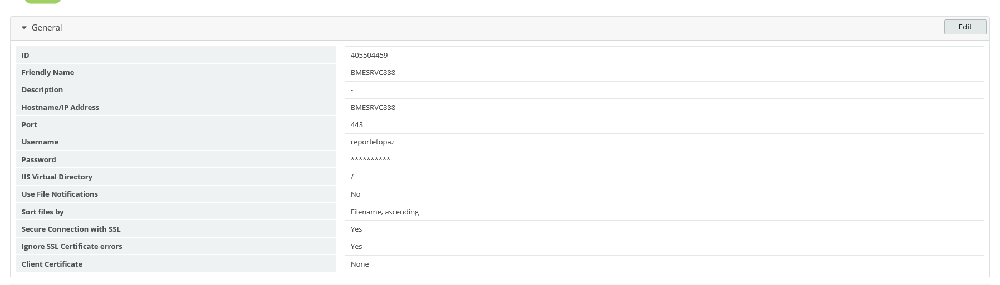 General
Edit
ID 405504459
Friendly Name BMESRVC888
Description -
Hostname/IP Address BMESRVC888
Port 443
Username reportetopaz
Password **********
IIS Virtual Directory /
Use File Notifications No
Sort files by Filename, ascending
Secure Connection with SSL Yes
Ignore SSL Certificate errors Yes
Client Certificate None